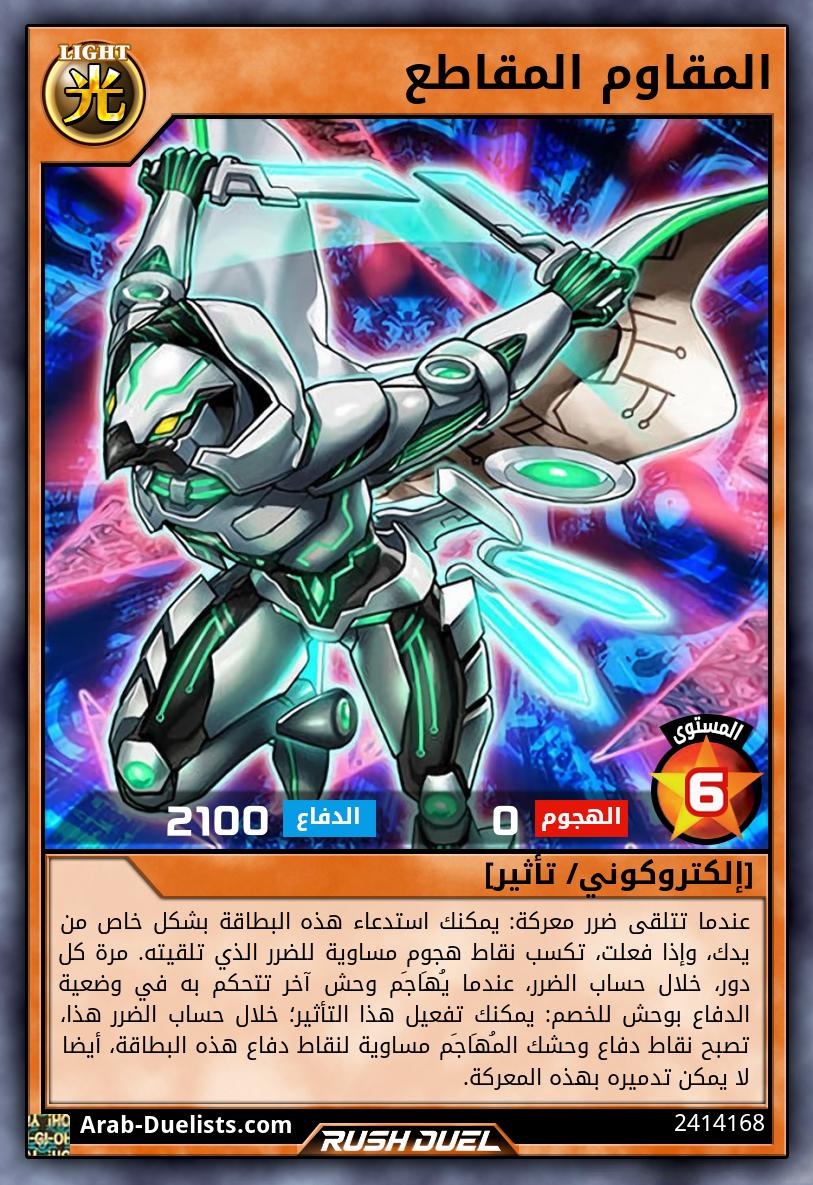 LIGHT
光
المقاوم المقاطع
المستوى
6
الهجوم 0 الدفاع 2100
[إلكتروكوني/ تأثير]
عندما تتلقى ضرر معركة: يمكنك استدعاء هذه البطاقة بشكل خاص من
يدك، وإذا فعلت، تكسب نقاط هجوم مساوية للضرر الذي تلقيته. مرة كل
دور، خلال حساب الضرر، عندما يُهَاجَم وحش آخر تتحكم به في وضعية
الدفاع بوحش للخصم: يمكنك تفعيل هذا التأثير؛ خلال حساب الضرر هذا،
تصبح نقاط دفاع وحشك المُهَاجَم مساوية لنقاط دفاع هذه البطاقة، أيضا
لا يمكن تدميره بهذه المعركة.
Arab-Duelists.com
RUSH DUEL
2414168